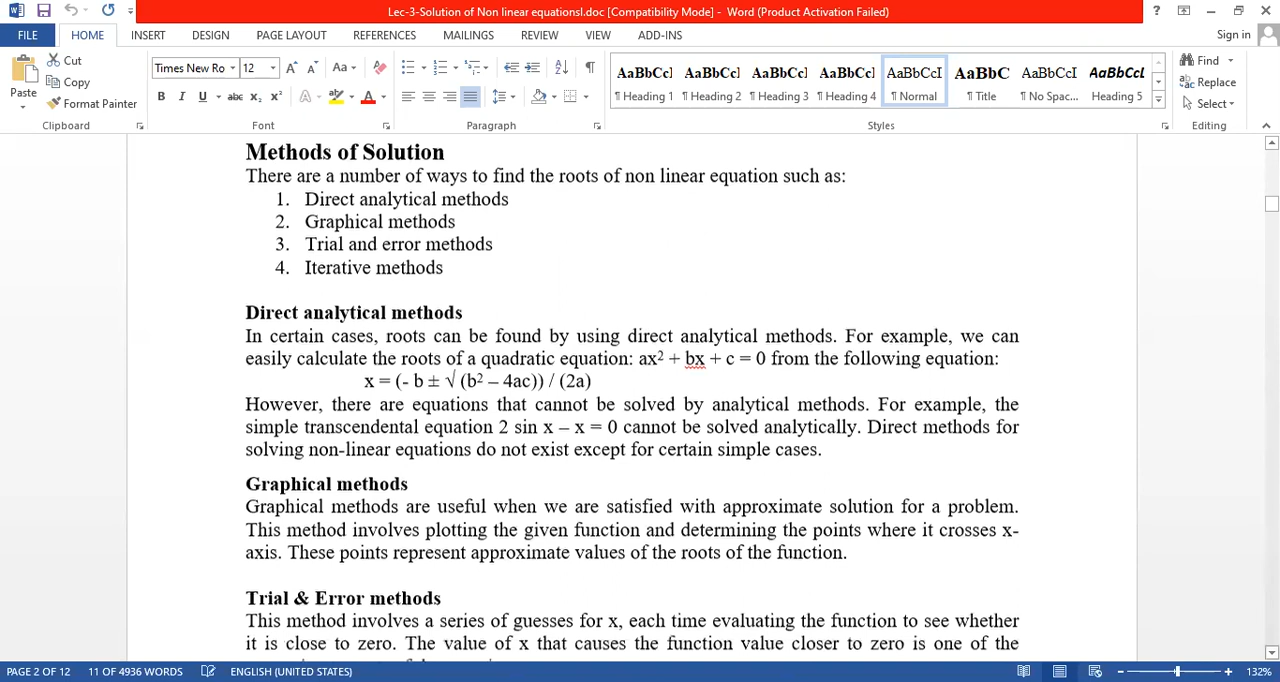 Lec-3-Solution of Non linear equationsl.doc [Compatibility Mode] - Word (Product Activation Failed)
?
FILE HOME INSERT DESIGN PAGE LAYOUT REFERENCES MAILINGS REVIEW VIEW ADD-INS Sign in
Paste
Cut
Copy
Format Painter
Clipboard
Times New Ro 12
Font
Paragraph
AaBbCcl AaBbCcl AaBbCcl AaBbCcl AaBbCcI AaBbC AaBbCcI AaBbCcL
¶ Heading 1 ¶ Heading 2 ¶ Heading 3 ¶ Heading 4 ¶ Normal ¶ Title ¶ No Spac... Heading 5
Styles
Find
Replace
Select
Editing
Methods of Solution
There are a number of ways to find the roots of non linear equation such as:
1. Direct analytical methods
2. Graphical methods
3. Trial and error methods
4. Iterative methods
Direct analytical methods
In certain cases, roots can be found by using direct analytical methods. For example, we can
easily calculate the roots of a quadratic equation: ax² + bx + c = 0 from the following equation:
x = (- b ± √ (b² – 4ac)) / (2a)
However, there are equations that cannot be solved by analytical methods. For example, the
simple transcendental equation 2 sin x – x = 0 cannot be solved analytically. Direct methods for
solving non-linear equations do not exist except for certain simple cases.
Graphical methods
Graphical methods are useful when we are satisfied with approximate solution for a problem.
This method involves plotting the given function and determining the points where it crosses x-
axis. These points represent approximate values of the roots of the function.
Trial & Error methods
This method involves a series of guesses for x, each time evaluating the function to see whether
it is close to zero. The value of x that causes the function value closer to zero is one of the
PAGE 2 OF 12 11 OF 4936 WORDS ENGLISH (UNITED STATES) 132%